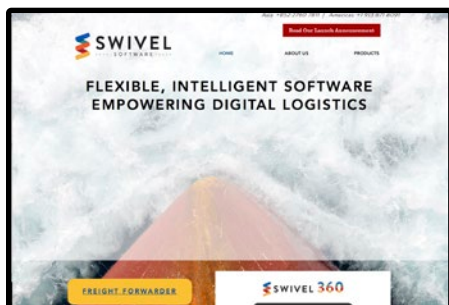 Read Our Launch Announcement
SWIVEL
SOFTWARE
HOME
ABOUT US
PRODUCTS
FLEXIBLE, INTELLIGENT SOFTWARE
EMPOWERING DIGITAL LOGISTICS
FREIGHT FORWARDER
SWIVEL 360